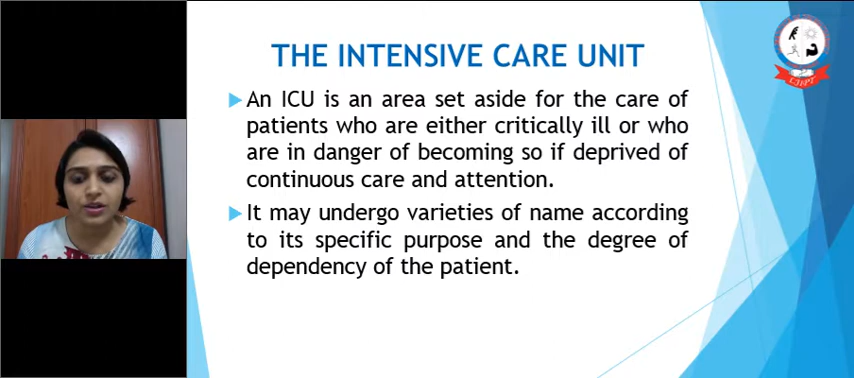 THE INTENSIVE CARE UNIT
An ICU is an area set aside for the care of
patients who are either critically ill or who
are in danger of becoming so if deprived of
continuous care and attention.
It may undergo varieties of name according
to its specific purpose and the degree of
dependency of the patient.